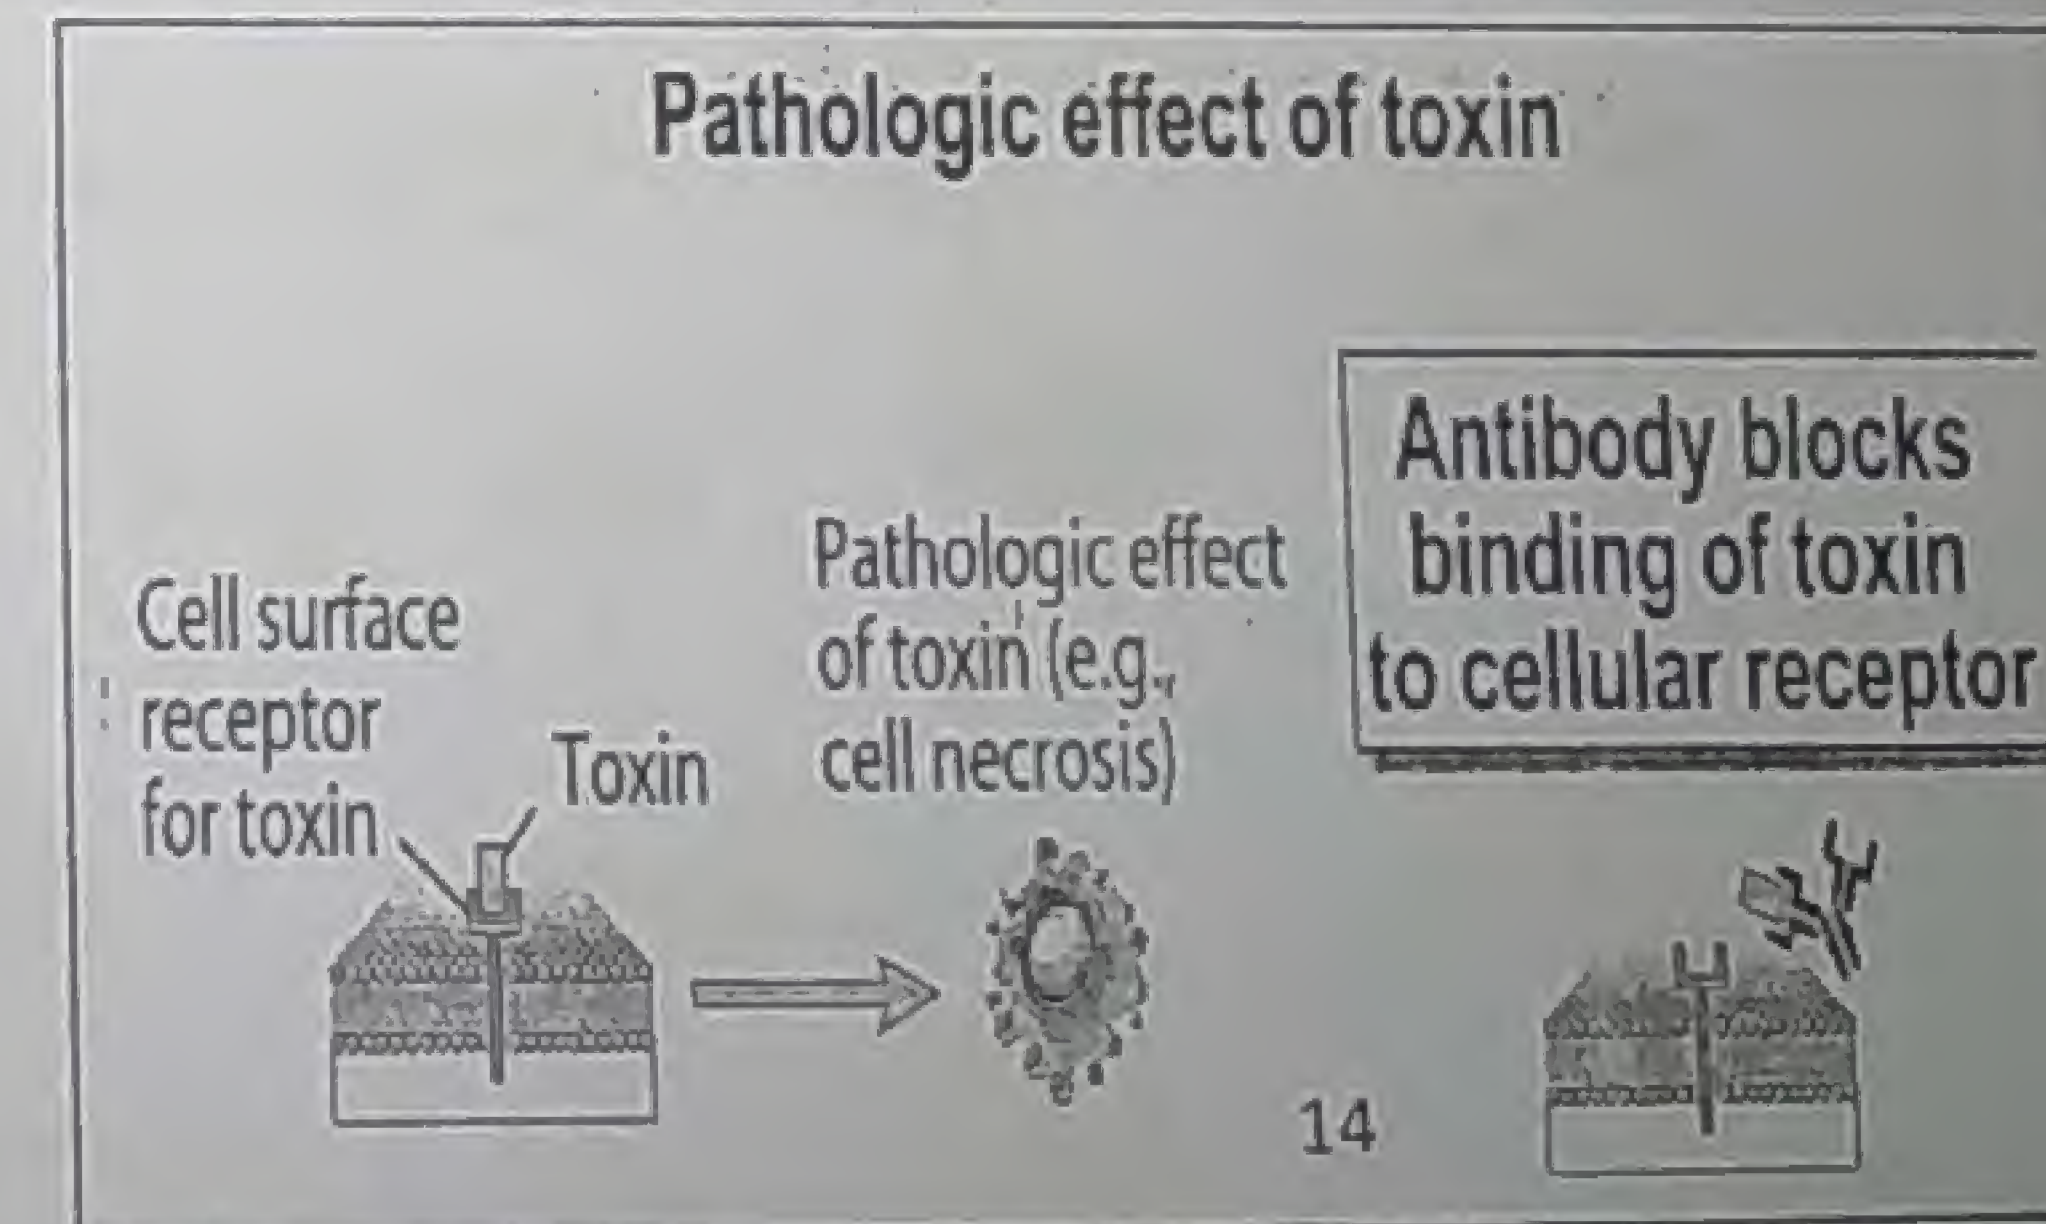 Pathologic effect of toxin
Cell surface
receptor
for toxin
Toxin
Pathologic effect
of toxin (e.g.,
cell necrosis)
Antibody blocks
binding of toxin
to cellular receptor
14